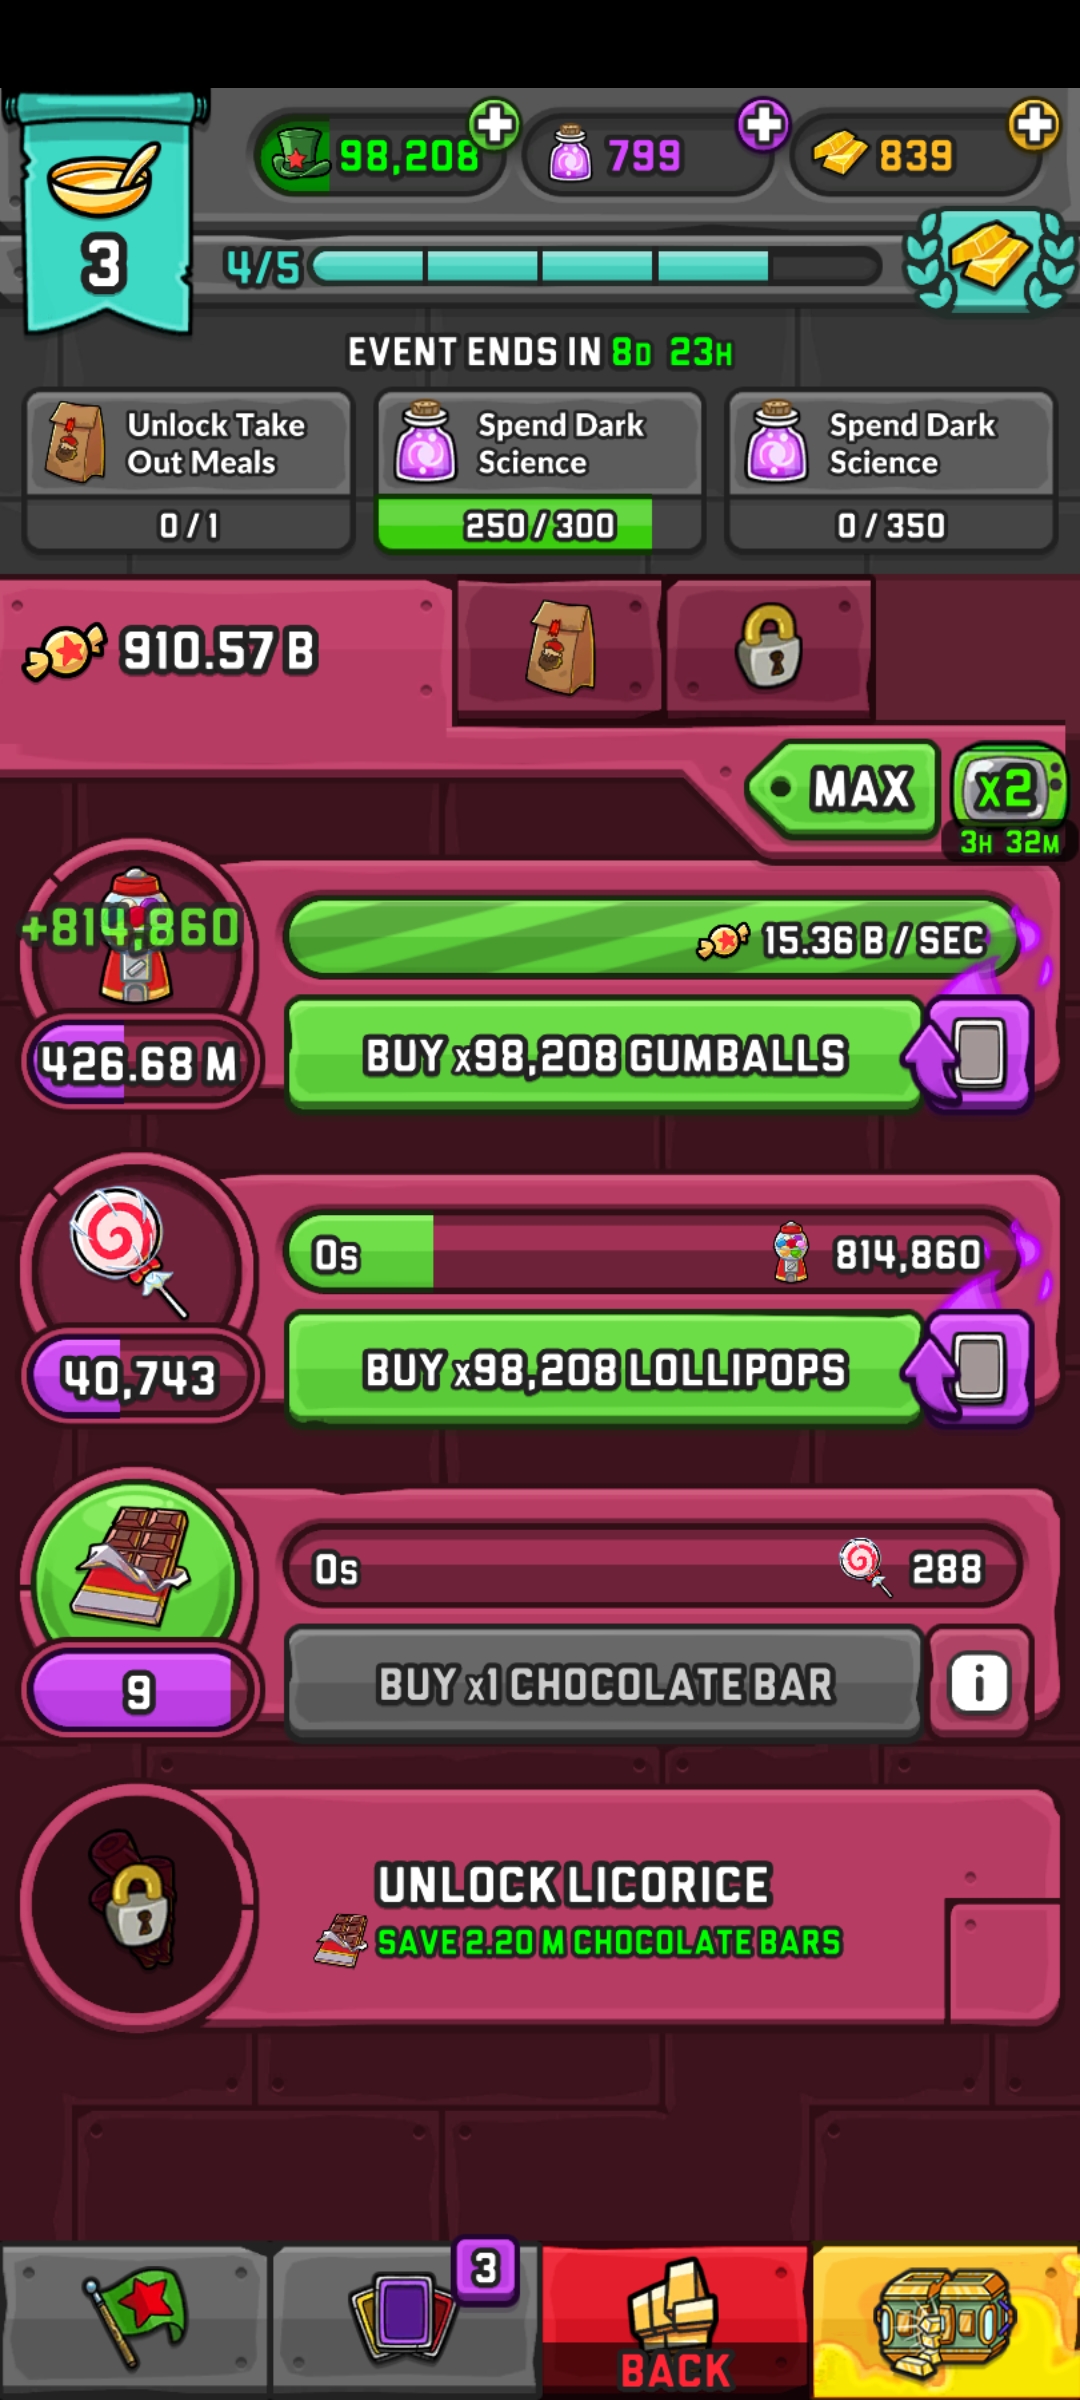 98,208
799
839
3
4/5
EVENT ENDS IN 8D 23H
Unlock Take
Out Meals
0/1
Spend Dark
Science
250/300
Spend Dark
Science
0/350
910.57 B
MAX
x2
3H 32M
+814,860
15.36 B / SEC
426.68 M
BUY x98,208 GUMBALLS
0s
814,860
40,743
BUY x98,208 LOLLIPOPS
0s
288
9
BUY x1 CHOCOLATE BAR
i
UNLOCK LICORICE
SAVE 2.20 M CHOCOLATE BARS
3
BACK